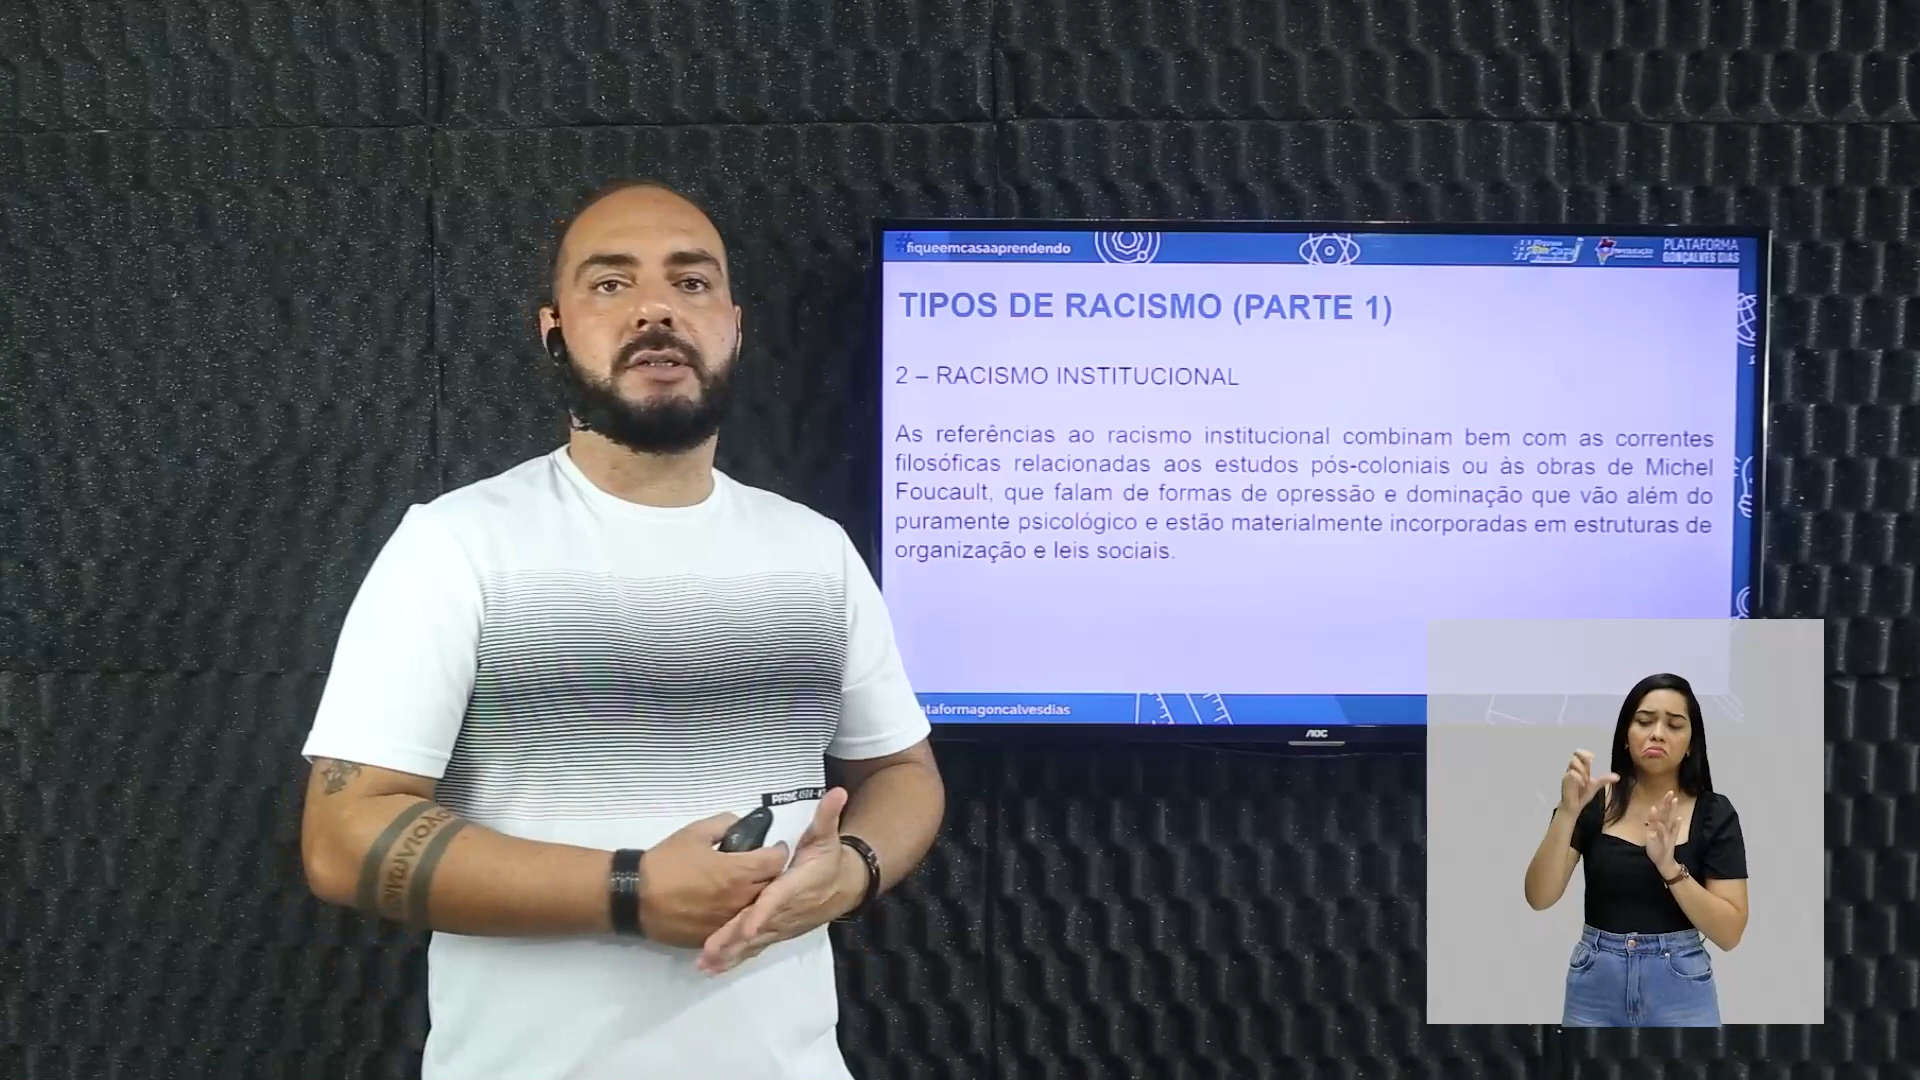 #fiqueemcasaaprendendo
PLATAFORMA
GONÇALVES DIAS
TIPOS DE RACISMO (PARTE 1)
2 – RACISMO INSTITUCIONAL
As referências ao racismo institucional combinam bem com as correntes
filosóficas relacionadas aos estudos pós-coloniais ou às obras de Michel
Foucault, que falam de formas de opressão e dominação que vão além do
puramente psicológico e estão materialmente incorporadas em estruturas de
organização e leis sociais.
ataformagoncalvesdias
AOC